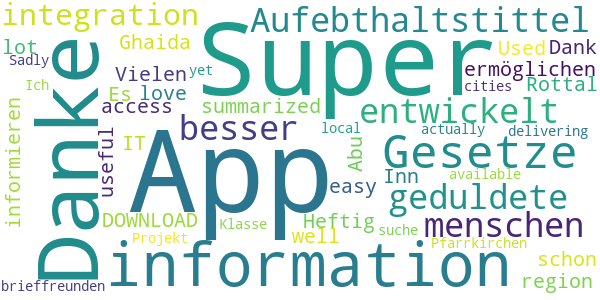 integration
Aufebthaltstittel
lot
Ghaida
Super
Used
Dank
Sadly
Vielen
yet
ermöglichen
Ich
Es
love
cities
Rottal
access
summarized
entwickelt
Danke
besser
local
actually
delivering
informieren
useful
IT
App
Abu
Gesetze
easy
Inn
available
geduldete
DOWNLOAD
Heftig
menschen
Projekt
Klasse
well
suche
Pfarrkirchen
schon
information
region
brieffreunden